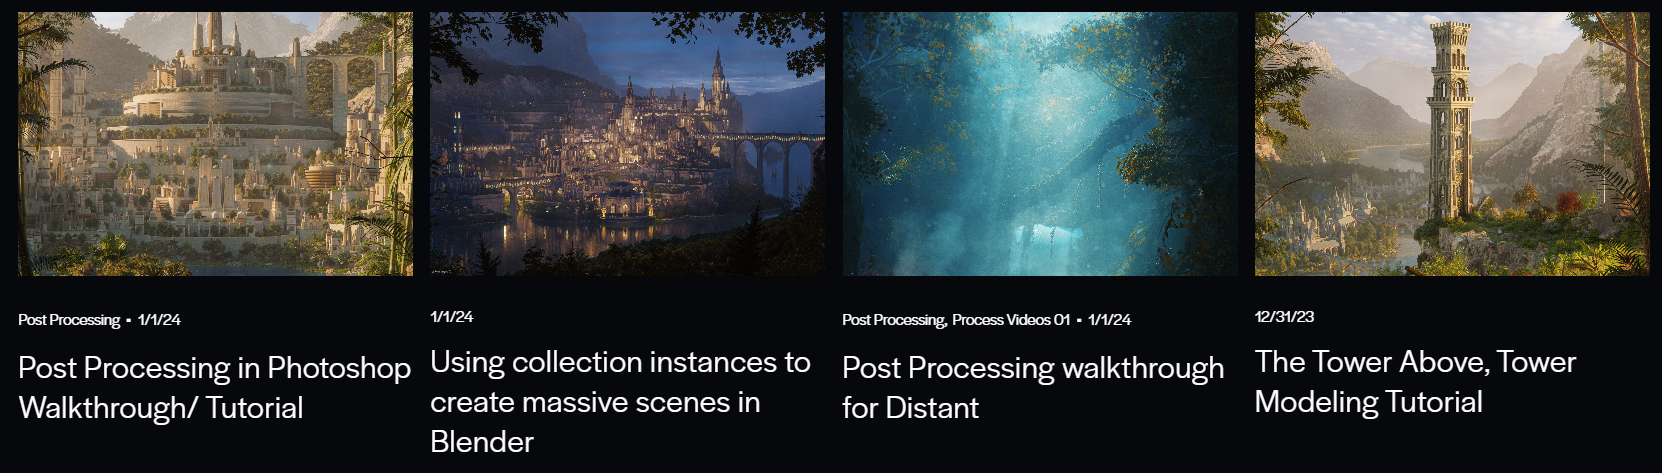 Post Processing ▪ 1/1/24
Post Processing in Photoshop
Walkthrough/ Tutorial
1/1/24
Using collection instances to
create massive scenes in
Blender
Post Processing, Process Videos 01 ▪ 1/1/24
Post Processing walkthrough
for Distant
12/31/23
The Tower Above, Tower
Modeling Tutorial